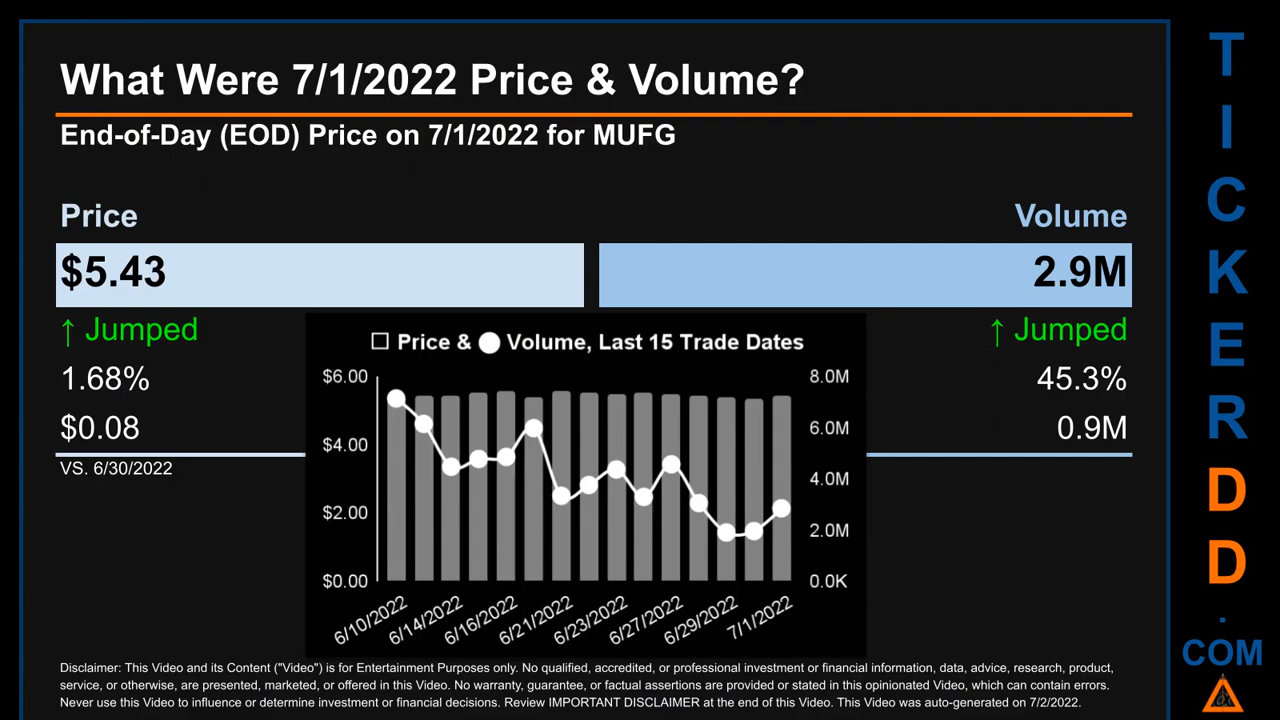 What Were 7/1/2022 Price & Volume?
End-of-Day (EOD) Price on 7/1/2022 for MUFG
Price
Volume
$5.43
2.9M
↑ Jumped
↑ Jumped
1.68%
45.3%
$0.08
0.9M
VS. 6/30/2022
Price & Volume, Last 15 Trade Dates
$6.00
8.0M
6.0M
$4.00
4.0M
$2.00
2.0M
$0.00
0.0K
6/10/2022
6/14/2022
6/16/2022
6/21/2022
6/23/2022
6/27/2022
6/29/2022
7/1/2022
Disclaimer: This Video and its Content ("Video") is for Entertainment Purposes only. No qualified, accredited, or professional investment or financial information, data, advice, research, product,
service, or otherwise, are presented, marketed, or offered in this Video. No warranty, guarantee, or factual assertions are provided or stated in this opinionated Video, which can contain errors.
Never use this Video to influence or determine investment or financial decisions. Review IMPORTANT DISCLAIMER at the end of this Video. This Video was auto-generated on 7/2/2022.
TICKERDD
.
COM